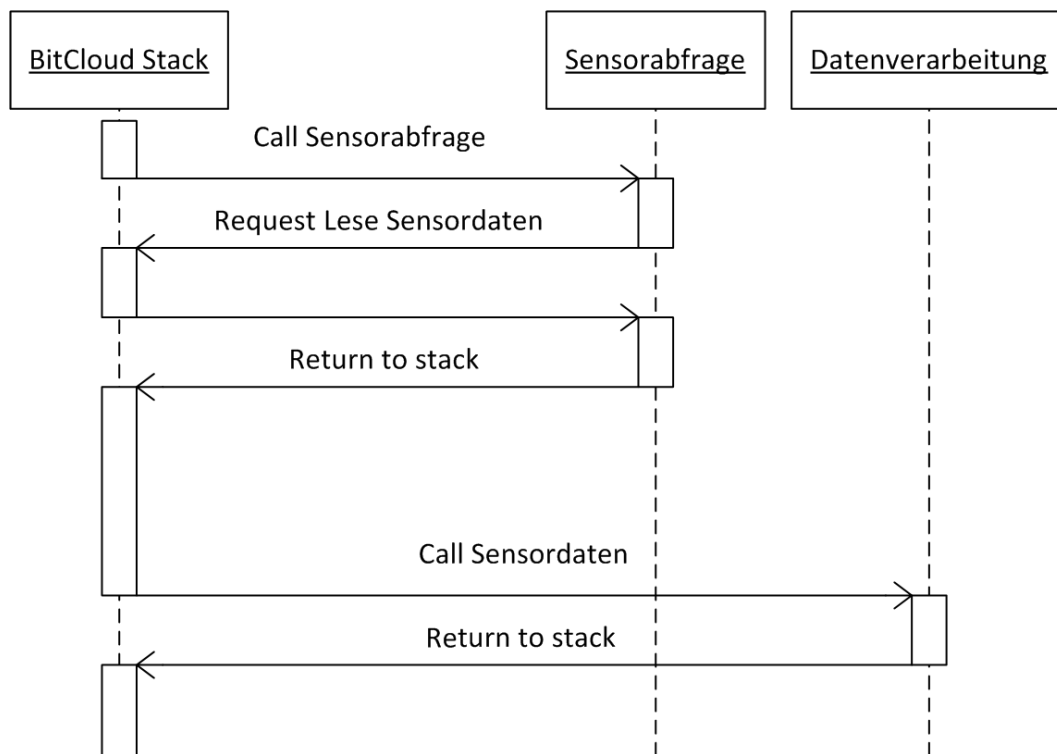 BitCloud Stack
Sensorabfrage
Datenverarbeitung
Call Sensorabfrage
Request Lese Sensordaten
Return to stack
Call Sensordaten
Return to stack